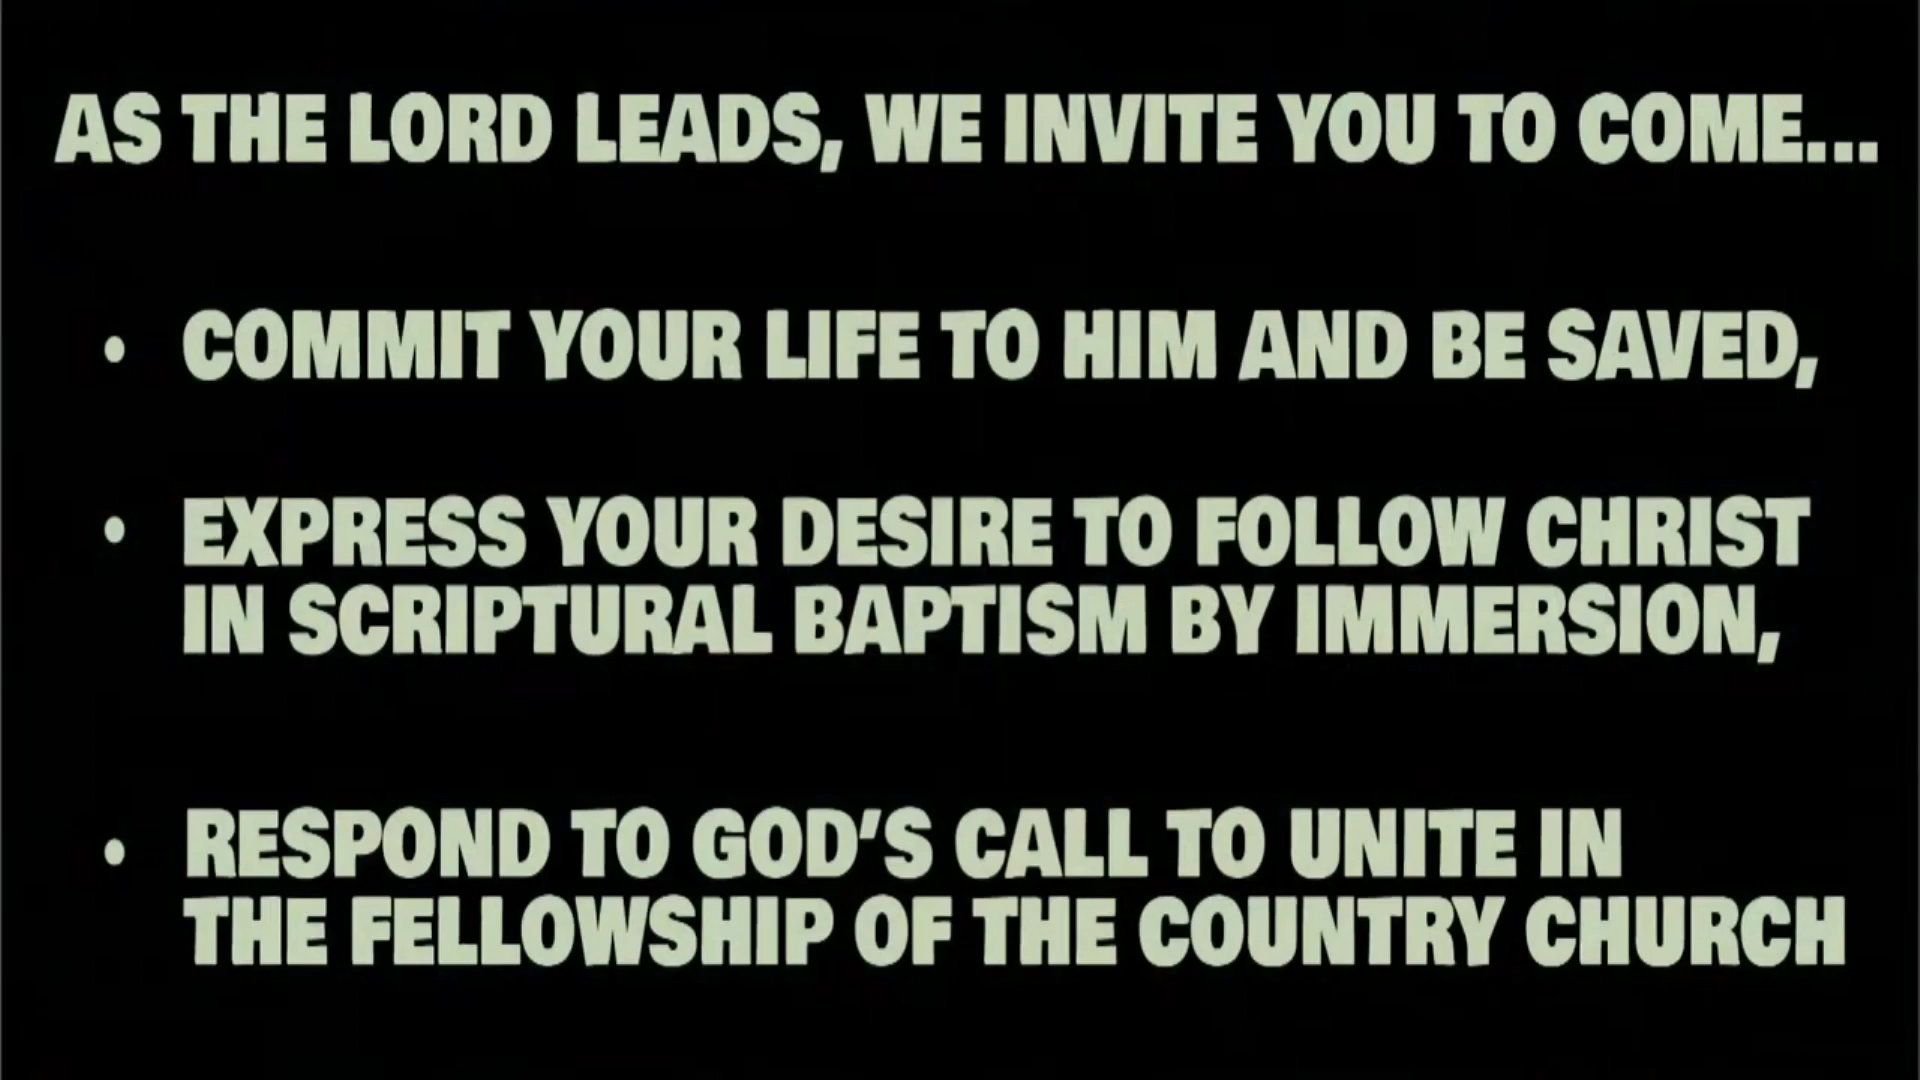 AS THE LORD LEADS, WE INVITE YOU TO COME...
• COMMIT YOUR LIFE TO HIM AND BE SAVED,
• EXPRESS YOUR DESIRE TO FOLLOW CHRIST
IN SCRIPTURAL BAPTISM BY IMMERSION,
• RESPOND TO GOD'S CALL TO UNITE IN
THE FELLOWSHIP OF THE COUNTRY CHURCH